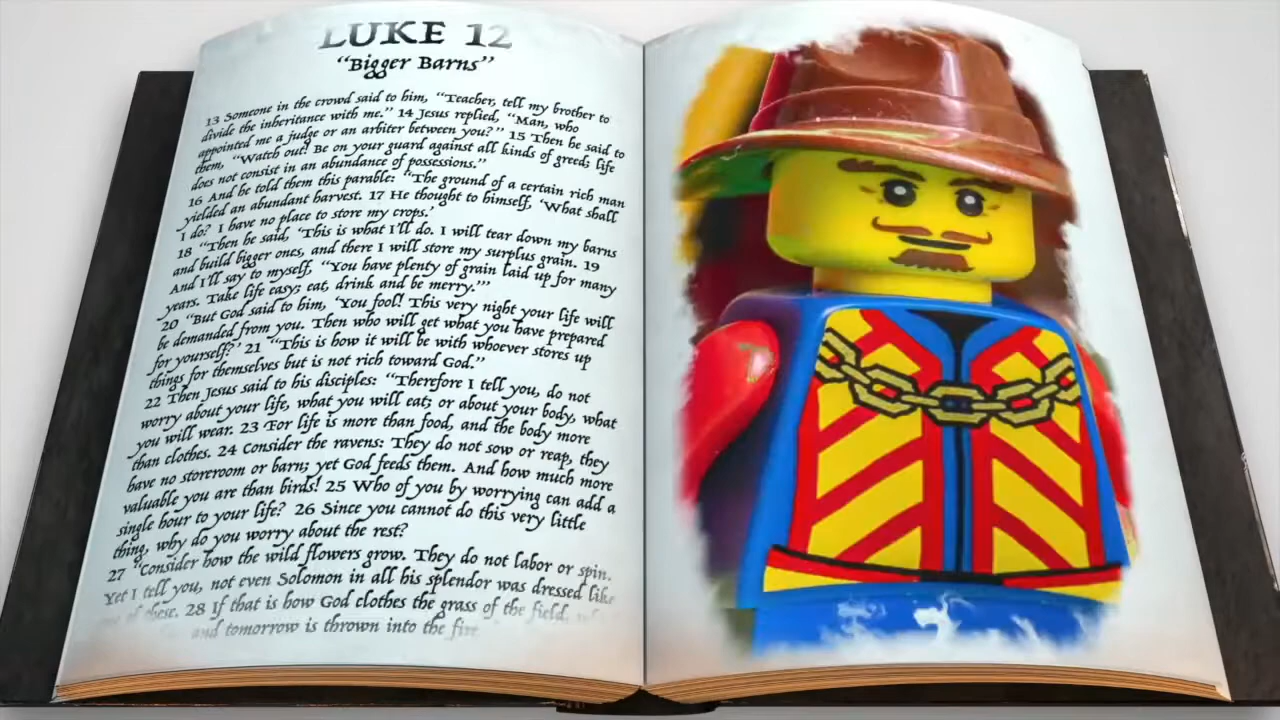 LUKE 12
“Bigger Barns”
13 Someone in the crowd said to him, “Teacher, tell my brother to
divide the inheritance with me.” 14 Jesus replied, “Man, who
appointed me a judge or an arbiter between you?” 15 Then he said to
them, “Watch out! Be on your guard against all kinds of greed; life
does not consist in an abundance of possessions.”
16 And he told them this parable: “The ground of a certain rich man
yielded an abundant harvest. 17 He thought to himself, ‘What shall
I do? I have no place to store my crops.’
18 “Then he said, ‘This is what I’ll do. I will tear down my barns
and build bigger ones, and there I will store my surplus grain. 19
And I’ll say to myself, “You have plenty of grain laid up for many
years. Take life easy; eat, drink and be merry.”’”
20 “But God said to him, ‘You fool! This very night your life will
be demanded from you. Then who will get what you have prepared
for yourself?’ 21 “This is how it will be with whoever stores up
things for themselves but is not rich toward God.”
22 Then Jesus said to his disciples: “Therefore I tell you, do not
worry about your life, what you will eat; or about your body, what
you will wear. 23 For life is more than food, and the body more
than clothes. 24 Consider the ravens: They do not sow or reap, they
have no storeroom or barn; yet God feeds them. And how much more
valuable you are than birds! 25 Who of you by worrying can add a
single hour to your life? 26 Since you cannot do this very little
thing, why do you worry about the rest?
27 “Consider how the wild flowers grow. They do not labor or spin.
Yet I tell you, not even Solomon in all his splendor was dressed like
one of these. 28 If that is how God clothes the grass of the field,
and tomorrow is thrown into the fire